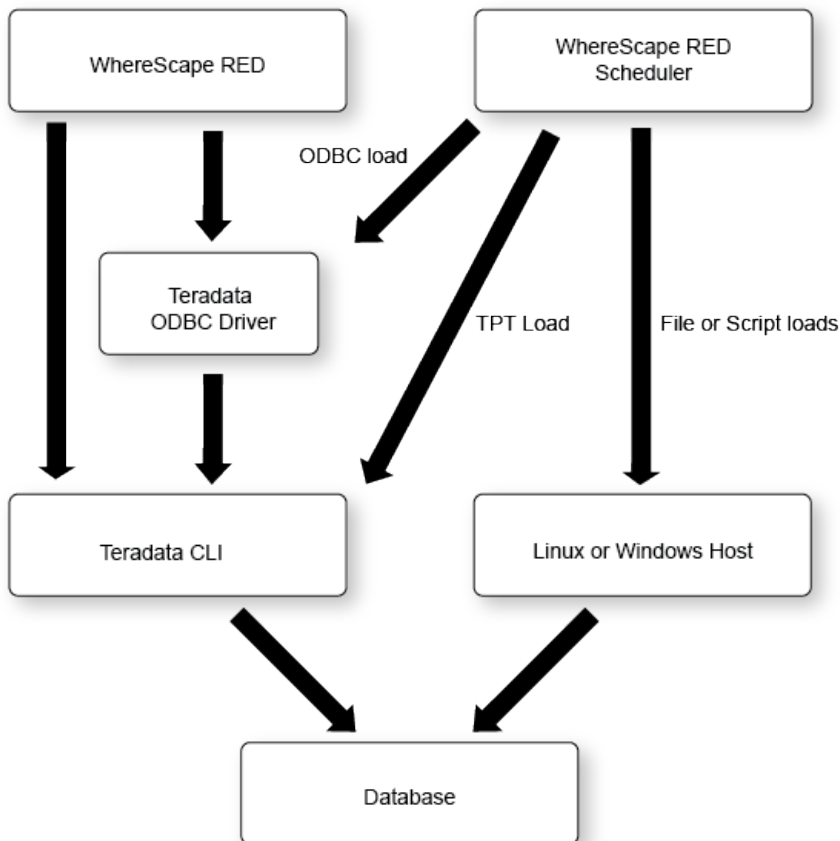 WhereScape RED
WhereScape RED
Scheduler
ODBC load
Teradata
ODBC Driver
TPT Load
File or Script loads
Teradata CLI
Linux or Windows Host
Database